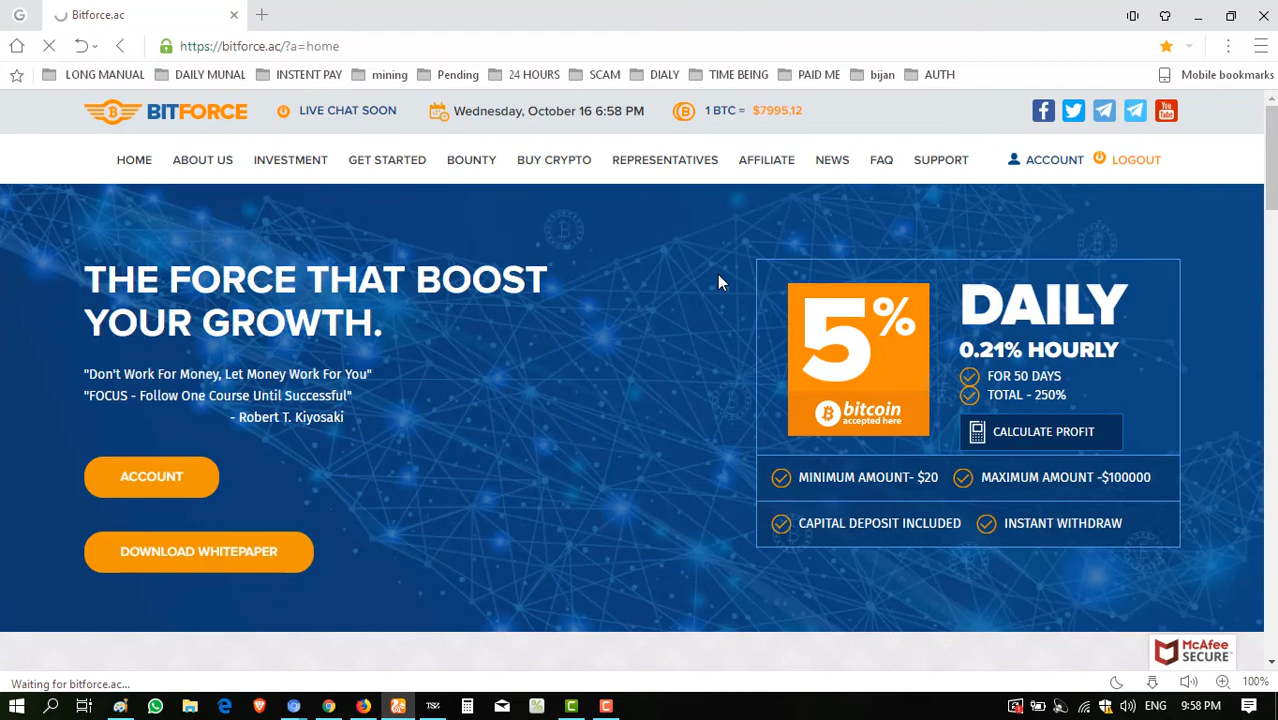 Bitforce.ac
https://bitforce.ac/?a=home
LONG MANUAL DAILY MUNAL INSTENT PAY mining Pending 24 HOURS SCAM DIALY TIME BEING PAID ME bijan AUTH Mobile bookmarks
BITFORCE LIVE CHAT SOON Wednesday, October 16 6:58 PM 1 BTC = $7995.12 You Tube
HOME ABOUT US INVESTMENT GET STARTED BOUNTY BUY CRYPTO REPRESENTATIVES AFFILIATE NEWS FAQ SUPPORT ACCOUNT LOGOUT
THE FORCE THAT BOOST
YOUR GROWTH.
"Don't Work For Money, Let Money Work For You"
"FOCUS - Follow One Course Until Successful"
- Robert T. Kiyosaki
ACCOUNT
DOWNLOAD WHITEPAPER
5%
bitcoin
accepted here
DAILY
0.21% HOURLY
FOR 50 DAYS
TOTAL - 250%
CALCULATE PROFIT
MINIMUM AMOUNT- $20 MAXIMUM AMOUNT -$100000
CAPITAL DEPOSIT INCLUDED INSTANT WITHDRAW
McAfee
SECURE
Waiting for bitforce.ac... 100%
ENG 9:58 PM